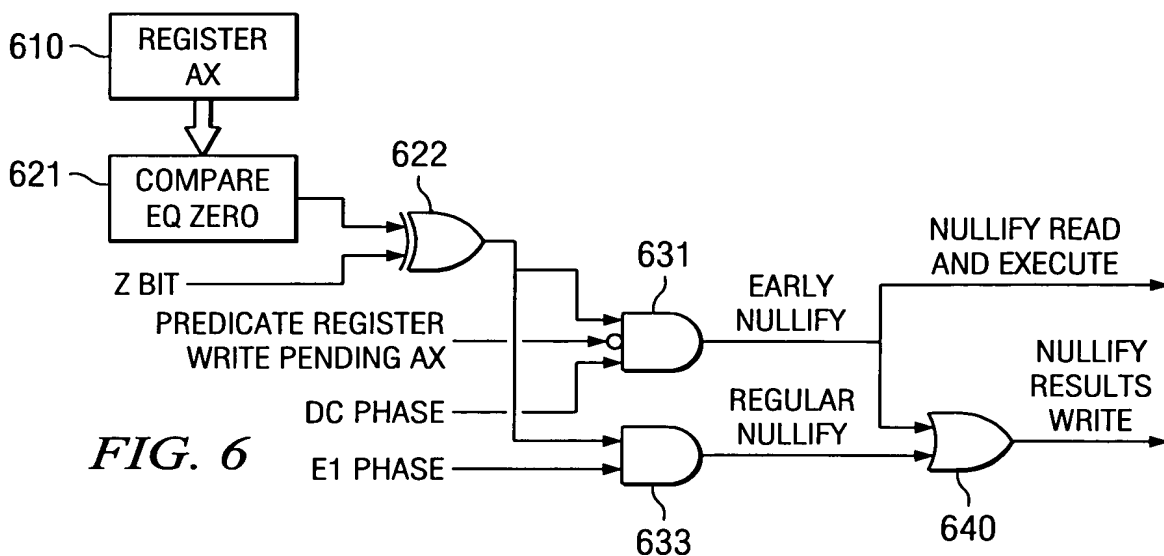 610
REGISTER
AX
621
COMPARE
EQ ZERO
622
Z BIT
631
PREDICATE REGISTER
WRITE PENDING AX
DC PHASE
EARLY
NULLIFY
NULLIFY READ
AND EXECUTE
NULLIFY
RESULTS
WRITE
REGULAR
NULLIFY
E1 PHASE
633
640
FIG. 6